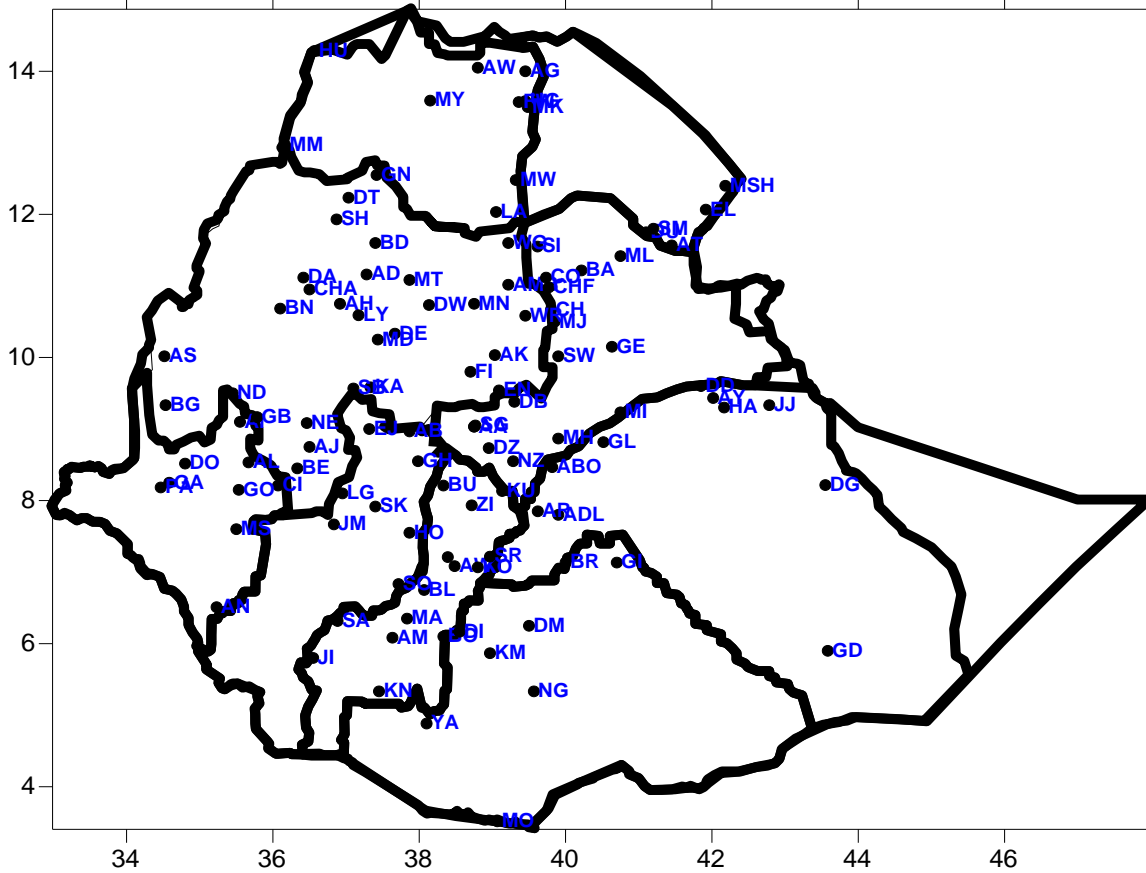 14
12
10
8
6
4
HU
AW
AG
MY
MK
MM
GN
MW
DT
MSH
SH
LA
EL
BD
SI
AT
ML
DA
AD
MT
CO
BA
CHA
CHF
BN
AH
DW
MN
LY
CH
MJ
DE
MD
GE
AS
AK
SW
FI
KA
EN
ND
DB
DD
AY
HA
JJ
BG
GB
NE
MI
EJ
AB
MH
GL
AJ
DZ
DO
AL
BE
GH
NZ
ABO
GO
CI
BU
KU
DG
LG
SK
ZI
AR
ADL
MS
JM
HO
SR
KO
BR
GI
SO
BL
AN
SA
MA
AM
DI
DM
JI
KM
GD
KN
NG
YA
MO
34
36
38
40
42
44
46